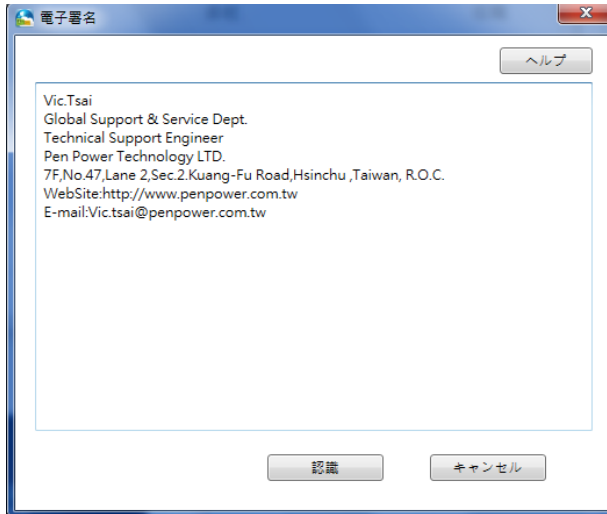 電子署名
ヘルプ
Vic.Tsai
Global Support & Service Dept.
Technical Support Engineer
Pen Power Technology LTD.
7F,No.47,Lane 2,Sec.2.Kuang-Fu Road,Hsinchu ,Taiwan, R.O.C.
WebSite:http://www.penpower.com.tw
E-mail:Vic.tsai@penpower.com.tw
認識
キャンセル